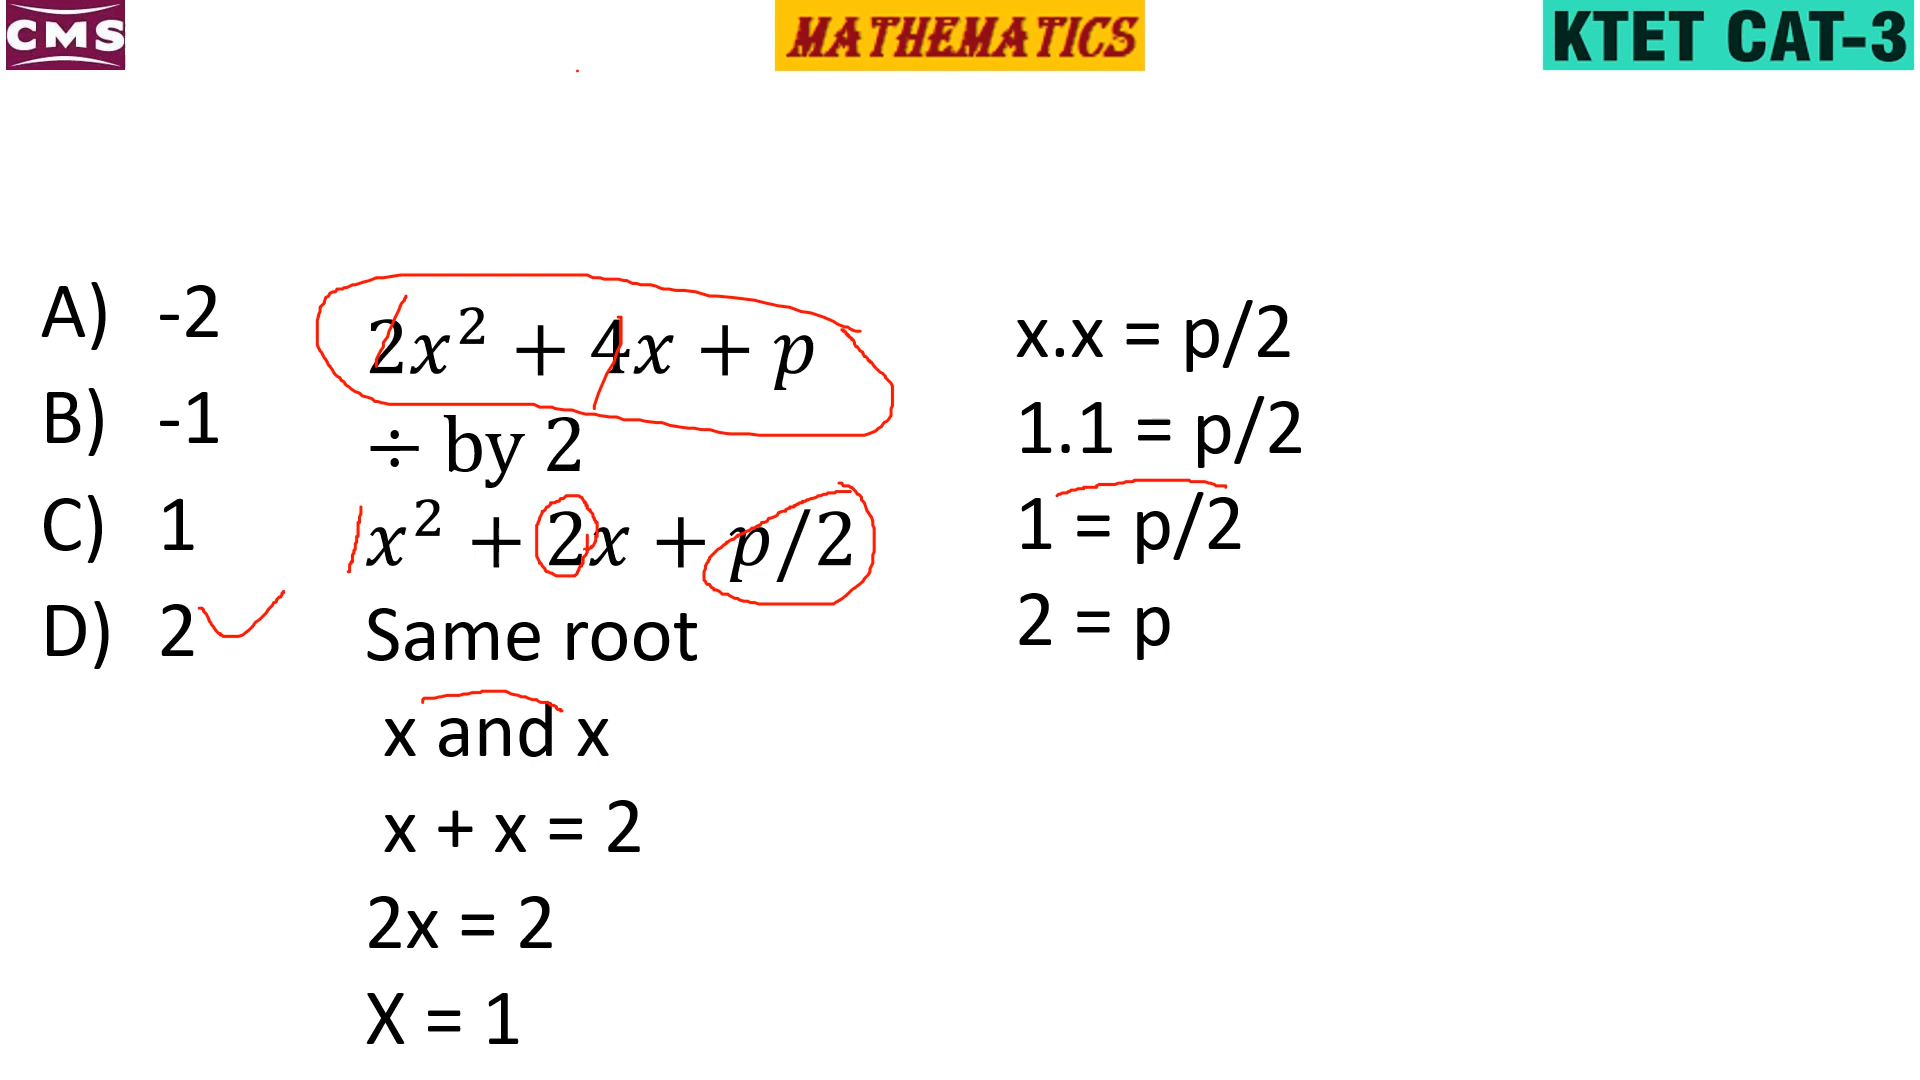 CMS
MATHEMATICS
KTET CAT-3
A) -2
B) -1
C) 1
D) 2
2x² + 4x + p
÷ by 2
x² + 2x + p/2
Same root
x and x
x + x = 2
2x = 2
X = 1
x.x = p/2
1.1 = p/2
1 = p/2
2 = p